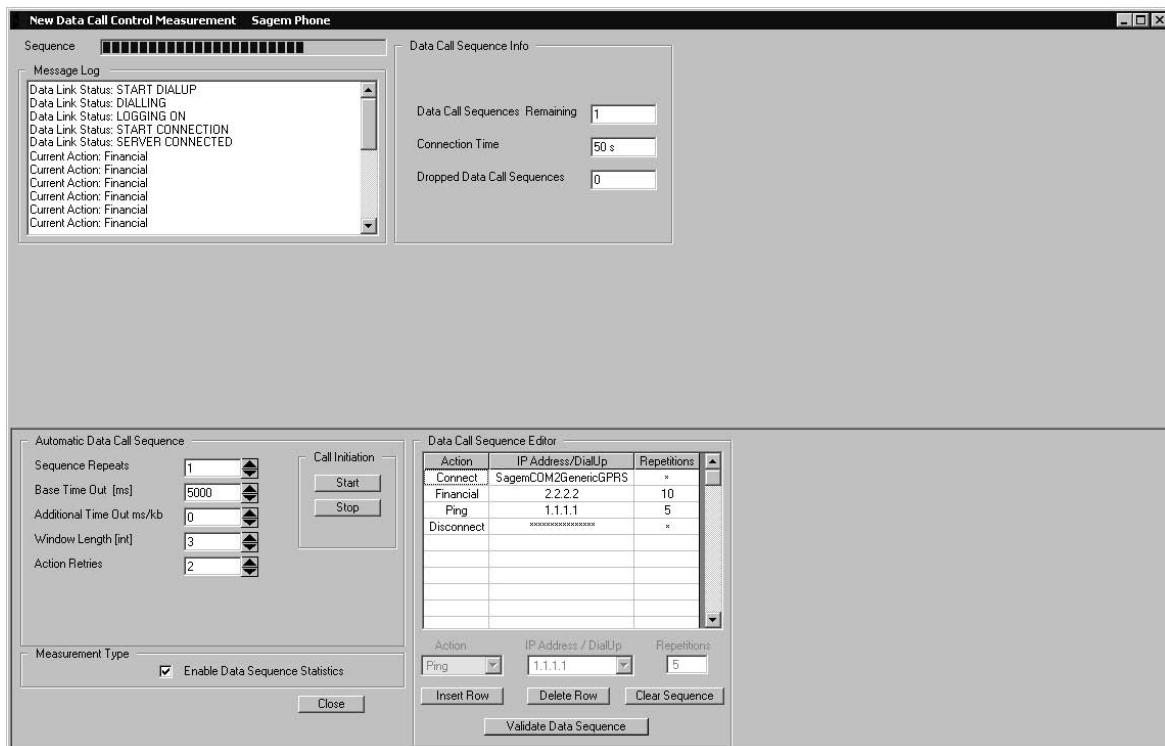 New Data Call Control Measurement Sagem Phone
Sequence
Message Log
Data Link Status: START DIALUP
Data Link Status: DIALLING
Data Link Status: LOGGING ON
Data Link Status: START CONNECTION
Data Link Status: SERVER CONNECTED
Current Action: Financial
Current Action: Financial
Current Action: Financial
Current Action: Financial
Current Action: Financial
Current Action: Financial
Data Call Sequence Info
Data Call Sequences Remaining 1
Connection Time 50 s
Dropped Data Call Sequences 0
Automatic Data Call Sequence
Sequence Repeats 1
Base Time Out [ms] 5000
Additional Time Out ms/kb 0
Window Length [int] 3
Action Retries 2
Call Initiation
Start
Stop
Measurement Type
Enable Data Sequence Statistics
Close
Data Call Sequence Editor
Action IP Address/DialUp Repetitions
Connect SagemCOM2GenericGPRS *
Financial 2.2.2.2 10
Ping 1.1.1.1 5
Disconnect *************** *
Action IP Address / DialUp Repetitions
Ping 1.1.1.1 5
Insert Row Delete Row Clear Sequence
Validate Data Sequence